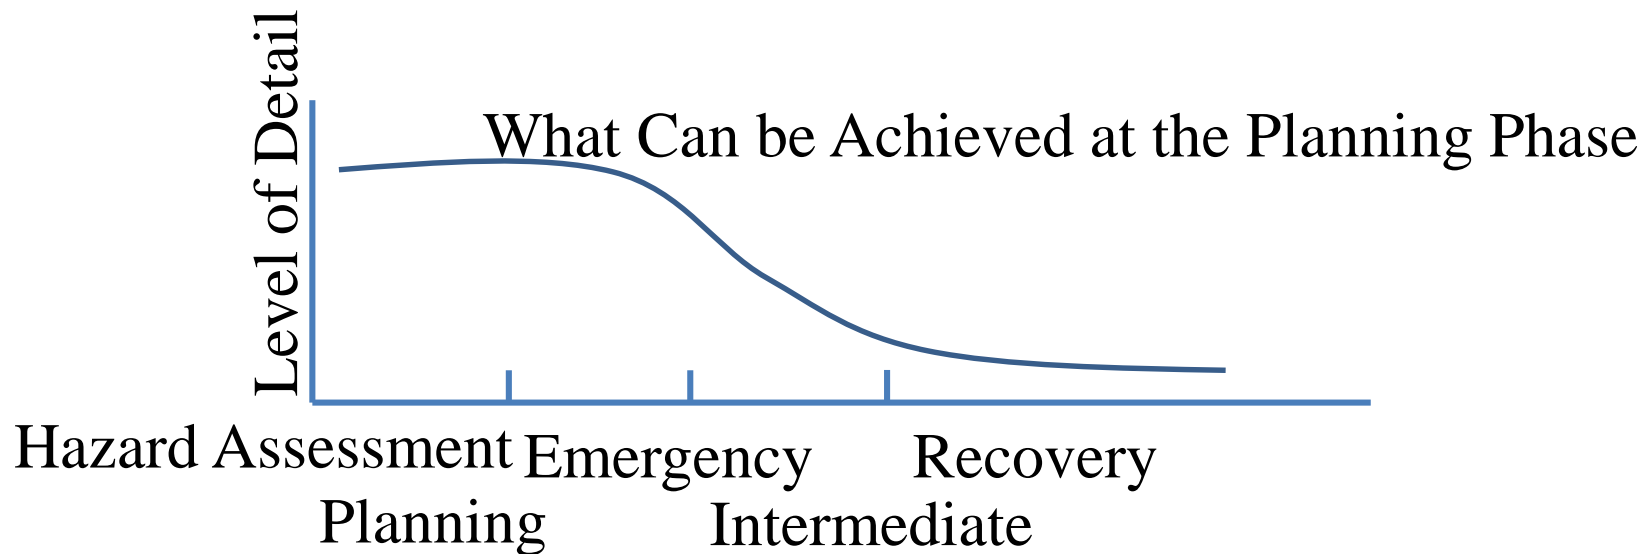 Level of Detail
What Can be Achieved at the Planning Phase
Hazard Assessment
Emergency
Recovery
Planning
Intermediate